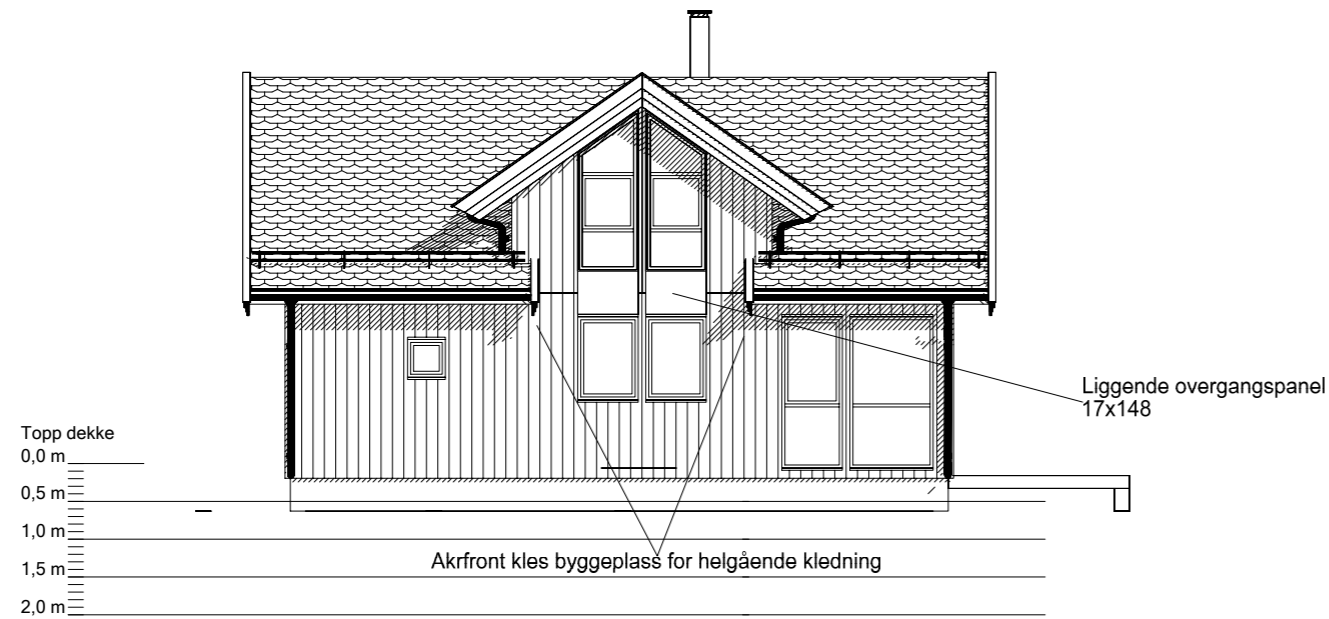 Liggende overgangspanel
17x148
Topp dekke
0,0 m
0,5 m
1,0 m
1,5 m
2,0 m
Akrfront kles byggeplass for helgående kledning